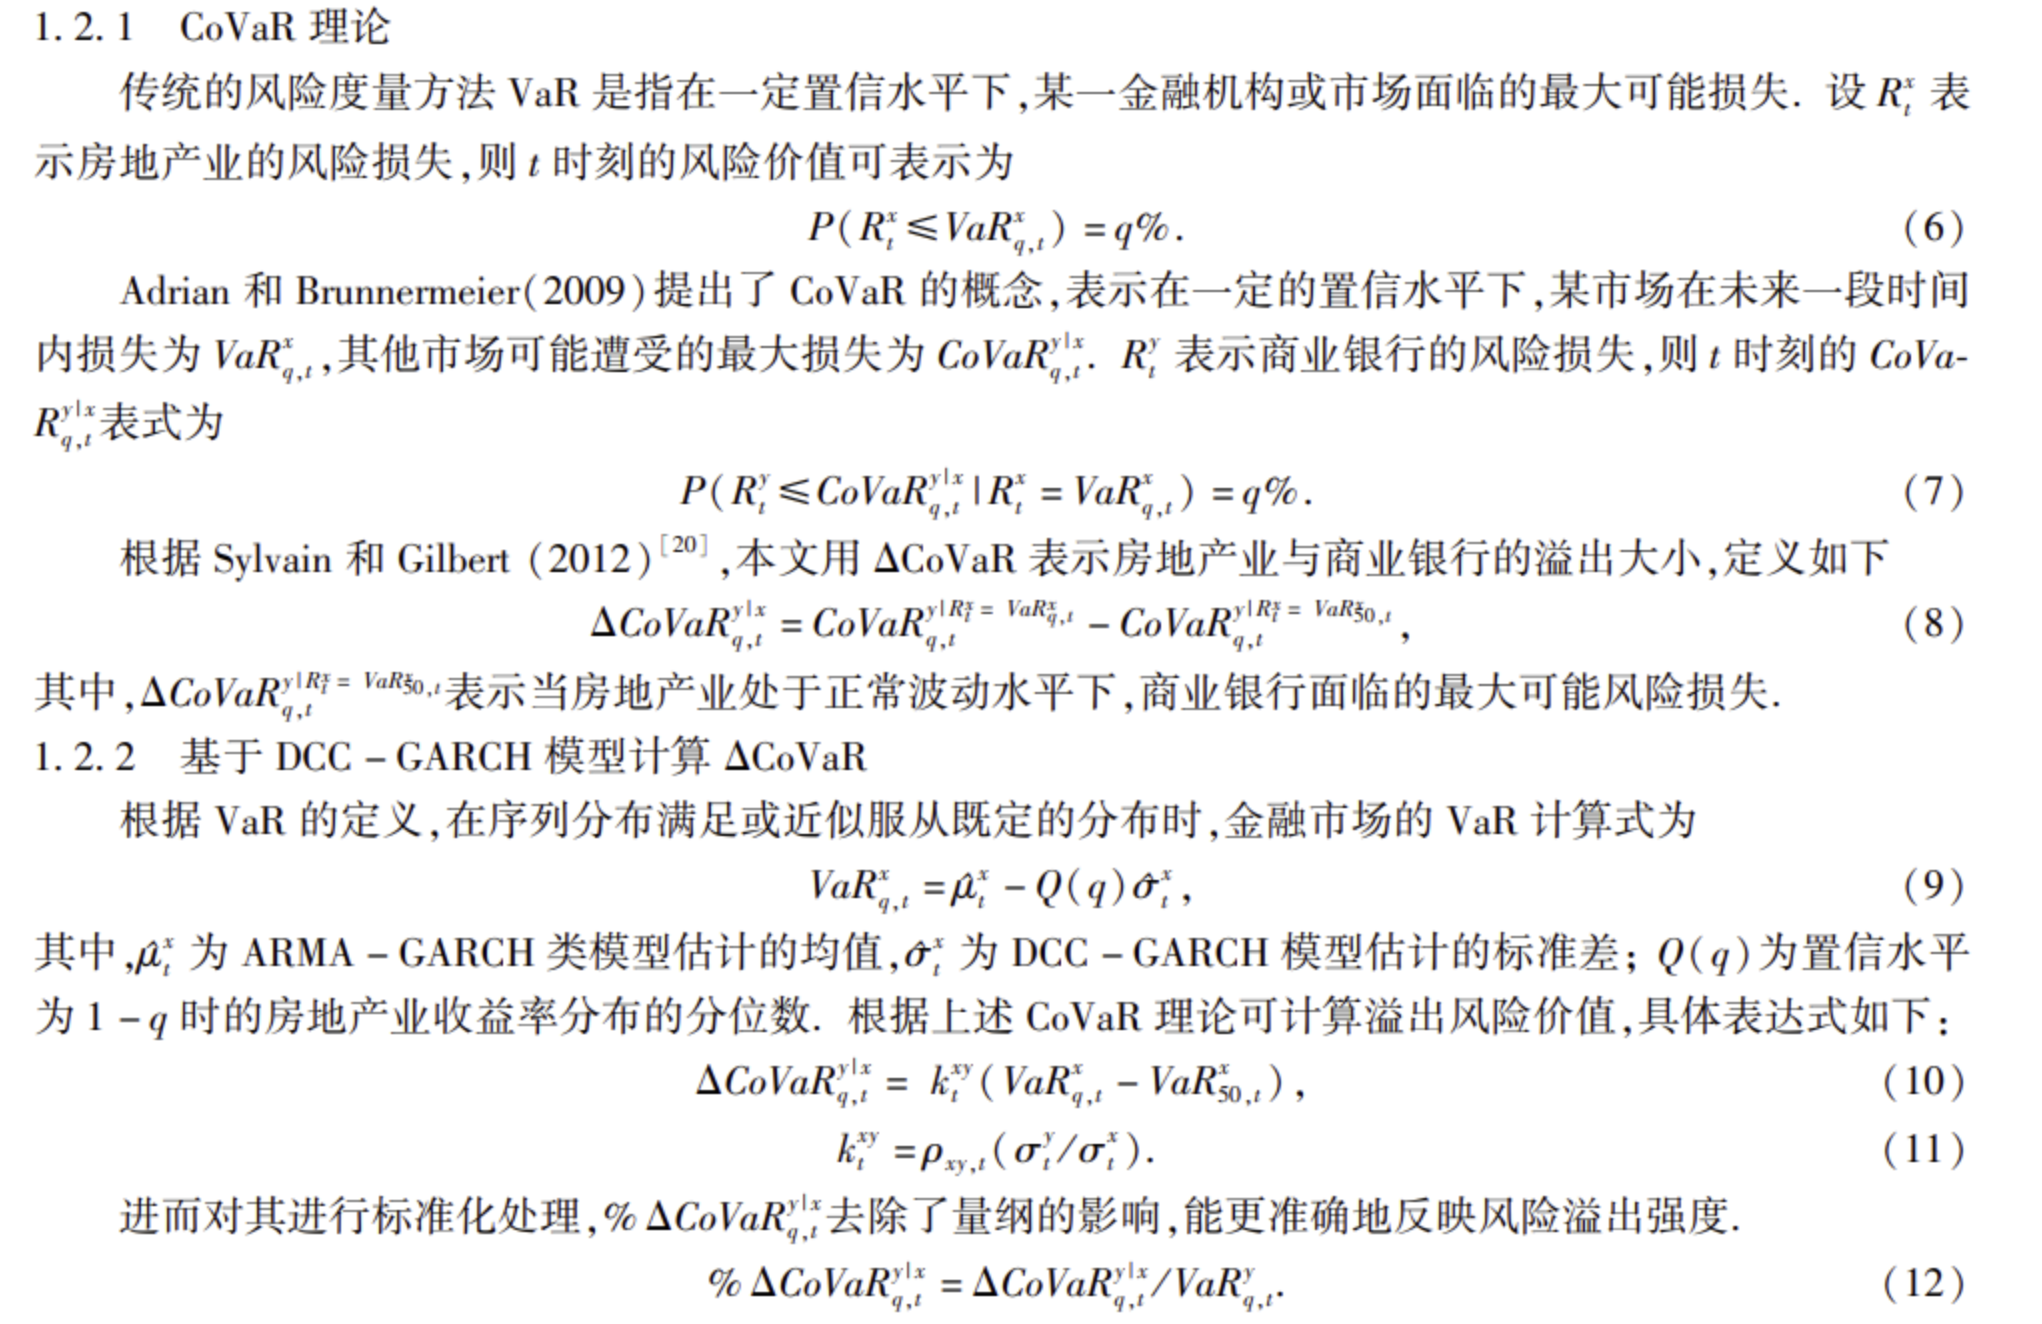 1. 2. 1 CoVaR 理论
传统的风险度量方法 VaR 是指在一定置信水平下,某一金融机构或市场面临的最大可能损失. 设 $R_t^x$ 表
示房地产业的风险损失,则 $t$ 时刻的风险价值可表示为
$P(R_t^x \leqslant VaR_{q,t}^x) = q\%.$ (6)
Adrian 和 Brunnermeier(2009)提出了 CoVaR 的概念,表示在一定的置信水平下,某市场在未来一段时间
内损失为 $VaR_{q,t}^x$,其他市场可能遭受的最大损失为 $CoVaR_{q,t}^{y|x}$. $R_t^y$ 表示商业银行的风险损失,则 $t$ 时刻的 CoVa-
$R_{q,t}^{y|x}$表式为
$P(R_t^y \leqslant CoVaR_{q,t}^{y|x} | R_t^x = VaR_{q,t}^x) = q\%.$ (7)
根据 Sylvain 和 Gilbert (2012)$^{[20]}$,本文用 ΔCoVaR 表示房地产业与商业银行的溢出大小,定义如下
$\Delta CoVaR_{q,t}^{y|x} = CoVaR_{q,t}^{y|R_t^x = VaR_{q,t}^x} - CoVaR_{q,t}^{y|R_t^x = VaR_{50,t}^x},$ (8)
其中,$\Delta CoVaR_{q,t}^{y|R_t^x = VaR_{50,t}^x}$表示当房地产业处于正常波动水平下,商业银行面临的最大可能风险损失.
1. 2. 2 基于 DCC – GARCH 模型计算 ΔCoVaR
根据 VaR 的定义,在序列分布满足或近似服从既定的分布时,金融市场的 VaR 计算式为
$VaR_{q,t}^x = \hat{\mu}_t^x - Q(q)\hat{\sigma}_t^x,$ (9)
其中,$\hat{\mu}_t^x$ 为 ARMA – GARCH 类模型估计的均值,$\hat{\sigma}_t^x$ 为 DCC – GARCH 模型估计的标准差; $Q(q)$为置信水平
为 $1-q$ 时的房地产业收益率分布的分位数. 根据上述 CoVaR 理论可计算溢出风险价值,具体表达式如下:
$\Delta CoVaR_{q,t}^{y|x} = k_t^{xy}(VaR_{q,t}^x - VaR_{50,t}^x),$ (10)
$k_t^{xy} = \rho_{xy,t}(\sigma_t^y/\sigma_t^x).$ (11)
进而对其进行标准化处理,$\%\Delta CoVaR_{q,t}^{y|x}$去除了量纲的影响,能更准确地反映风险溢出强度.
$\%\Delta CoVaR_{q,t}^{y|x} = \Delta CoVaR_{q,t}^{y|x}/VaR_{q,t}^y.$ (12)